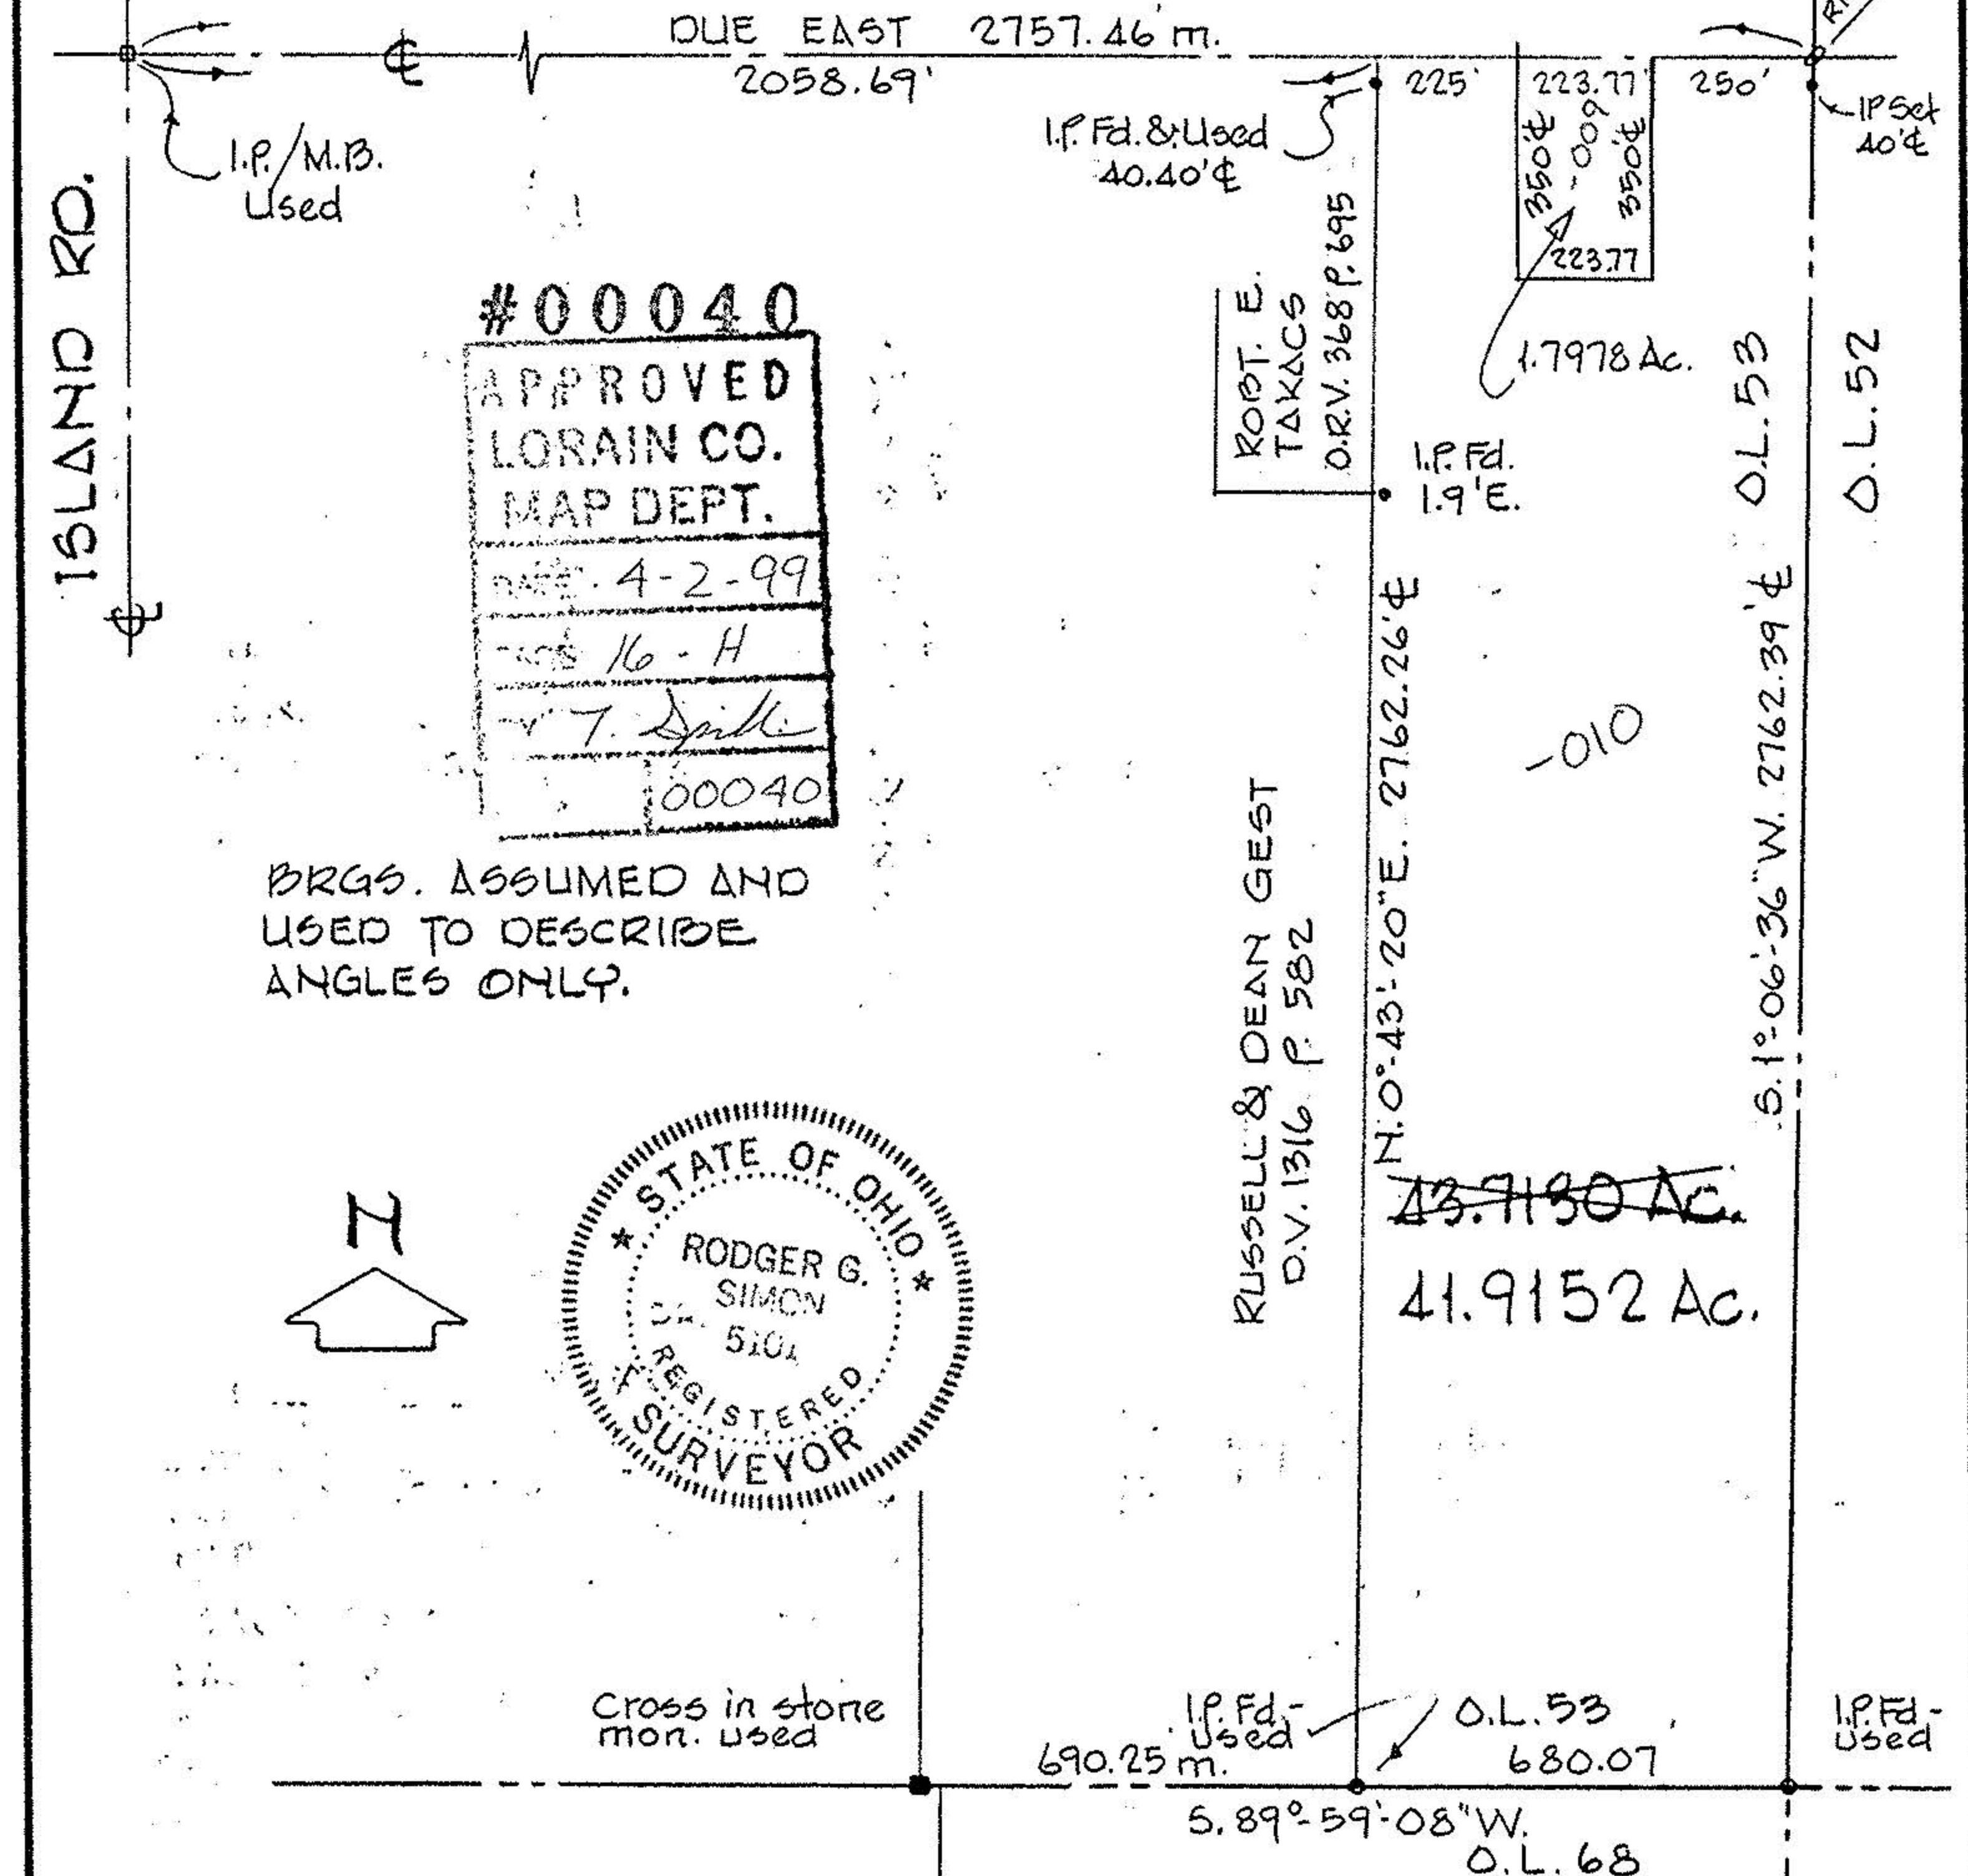 DUE EAST 2757.46' m.
2058.69'
225'
223.77'
250'
I.P./M.B.
Used
I.P. Fd. & Used
40.40'℄
IP Set
40'℄
350'℄
-009
350'℄
223.77
1.7978 Ac.
ISLAND RD.
#00040
APPROVED
LORAIN CO.
MAP DEPT.
DATE 4-2-99
PAGE 16-H
00040
ROBT. E.
TAKACS
O.R.V. 368 P. 695
I.P. Fd.
1.9'E.
O.L. 53
O.L. 52
N. 0°-43'-20"E. 2762.26'℄
-010
S. 1°-06'-36"W. 2762.39'℄
BRGS. ASSUMED AND
USED TO DESCRIBE
ANGLES ONLY.
RUSSELL & DEAN GEST
D.V. 1316 P. 582
43.7130 Ac.
41.9152 Ac.
N
STATE OF OHIO
RODGER G.
SIMON
5101
REGISTERED
SURVEYOR
Cross in stone
mon. used
I.P. Fd.-
used
O.L. 53
I.P. Fd-
used
690.25 m.
680.07
S. 89°-59'-08"W.
O.L. 68